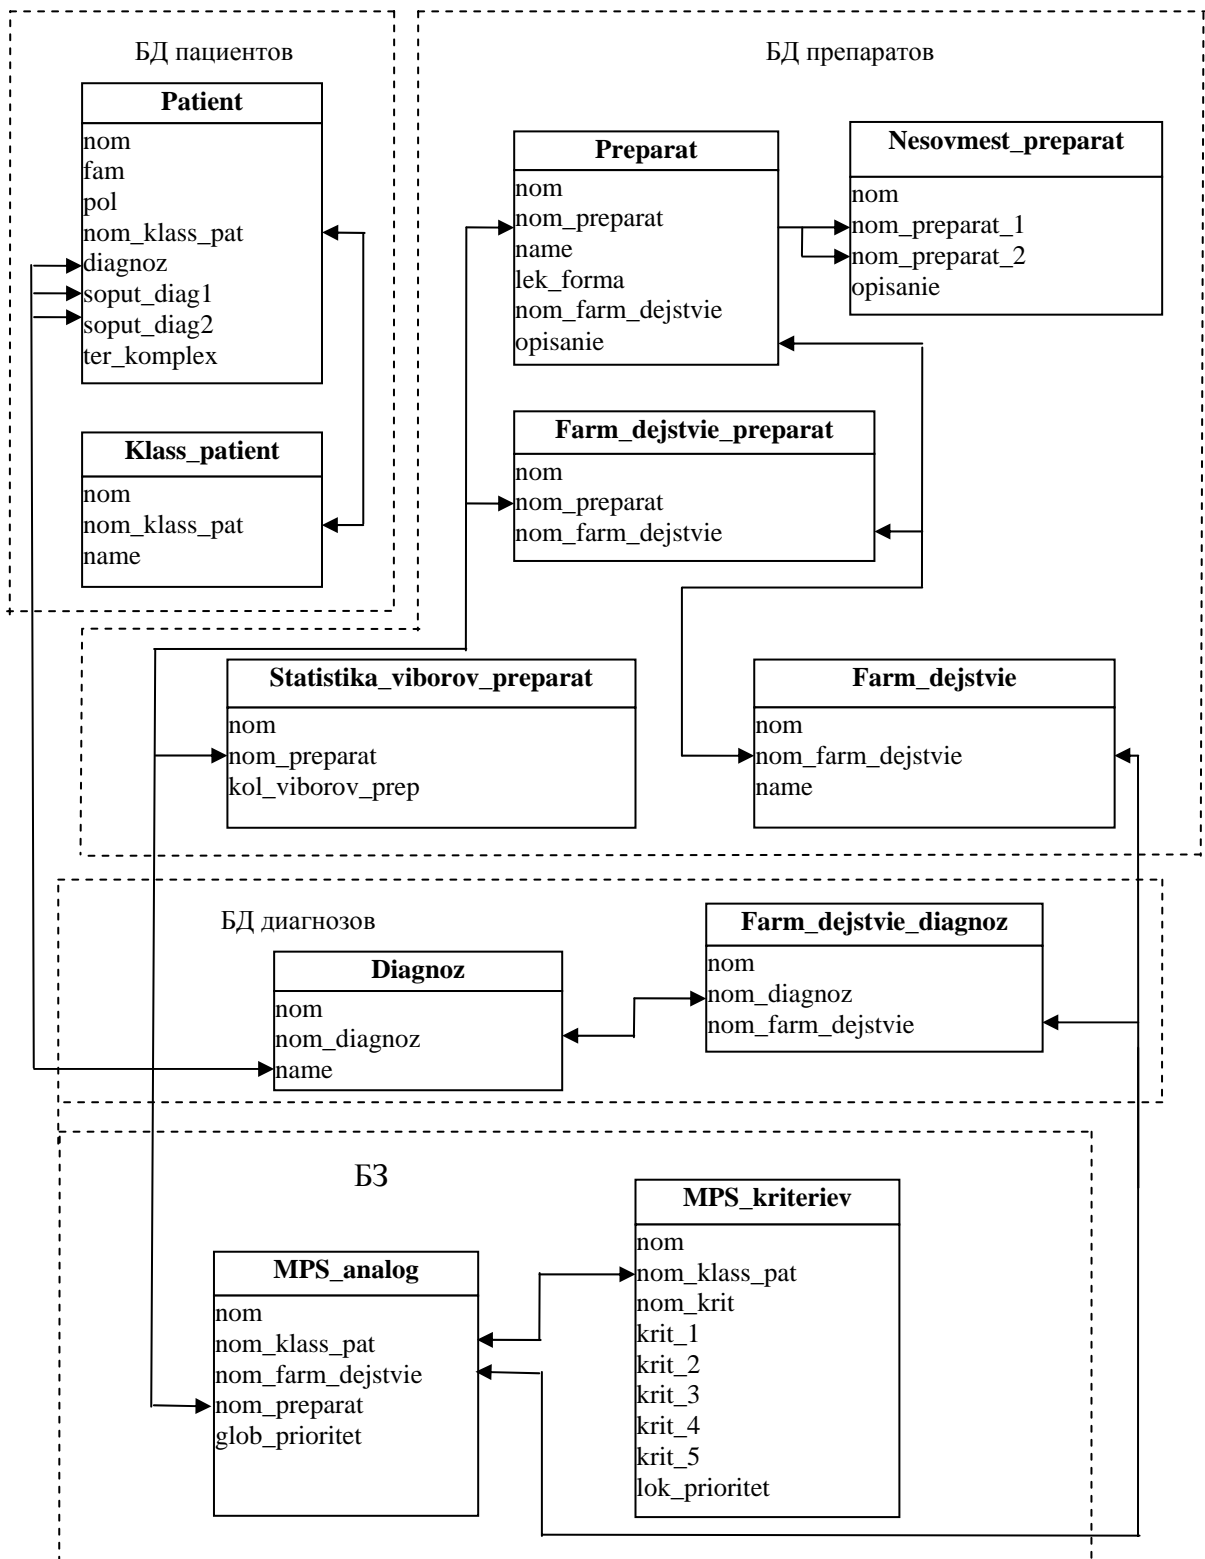 БД пациентов
Patient
nom
fam
pol
nom_klass_pat
diagnoz
soput_diag1
soput_diag2
ter_komplex
Klass_patient
nom
nom_klass_pat
name
БД препаратов
Preparat
nom
nom_preparat
name
lek_forma
nom_farm_dejstvie
opisanie
Nesovmest_preparat
nom
nom_preparat_1
nom_preparat_2
opisanie
Farm_dejstvie_preparat
nom
nom_preparat
nom_farm_dejstvie
Statistika_viborov_preparat
nom
nom_preparat
kol_viborov_prep
Farm_dejstvie
nom
nom_farm_dejstvie
name
БД диагнозов
Diagnoz
nom
nom_diagnoz
name
Farm_dejstvie_diagnoz
nom
nom_diagnoz
nom_farm_dejstvie
БЗ
MPS_analog
nom
nom_klass_pat
nom_farm_dejstvie
nom_preparat
glob_prioritet
MPS_kriteriev
nom
nom_klass_pat
nom_krit
krit_1
krit_2
krit_3
krit_4
krit_5
lok_prioritet